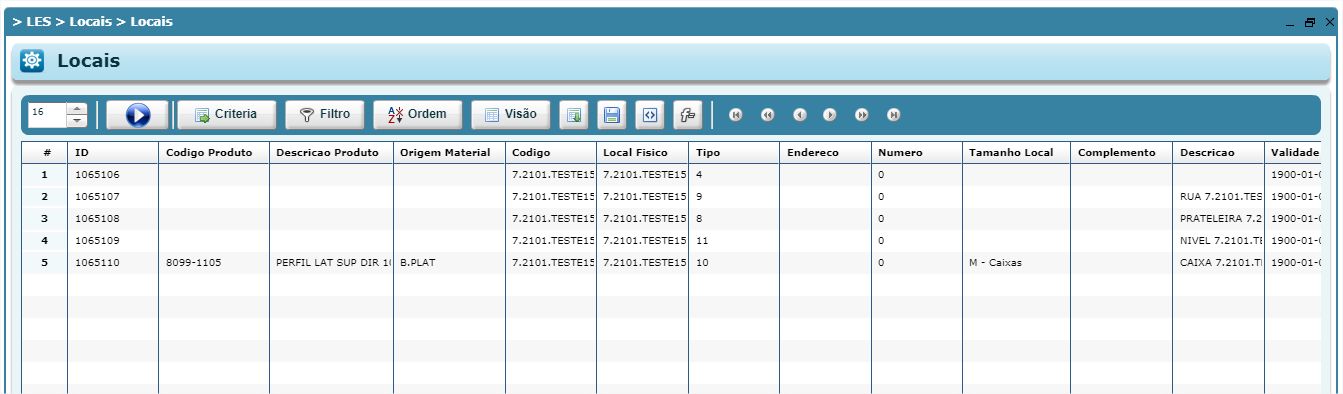 > LES > Locais > Locais
Locais
16 Criteria Filtro Ordem Visão
# ID Codigo Produto Descricao Produto Origem Material Codigo Local Fisico Tipo Endereco Numero Tamanho Local Complemento Descricao Validade
1 1065106 7.2101.TESTE15 7.2101.TESTE15 4 0 1900-01-0
2 1065107 7.2101.TESTE15 7.2101.TESTE15 9 0 RUA 7.2101.TES 1900-01-0
3 1065108 7.2101.TESTE15 7.2101.TESTE15 8 0 PRATELEIRA 7.2 1900-01-0
4 1065109 7.2101.TESTE15 7.2101.TESTE15 11 0 NIVEL 7.2101.TE 1900-01-0
5 1065110 8099-1105 PERFIL LAT SUP DIR 10 B.PLAT 7.2101.TESTE15 7.2101.TESTE15 10 0 M - Caixas CAIXA 7.2101.T 1900-01-0